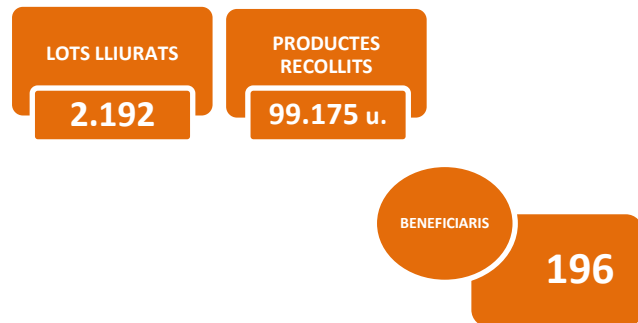 LOTS LLIURATS
2.192
PRODUCTES
RECOLLITS
99.175 u.
BENEFICIARIS
196